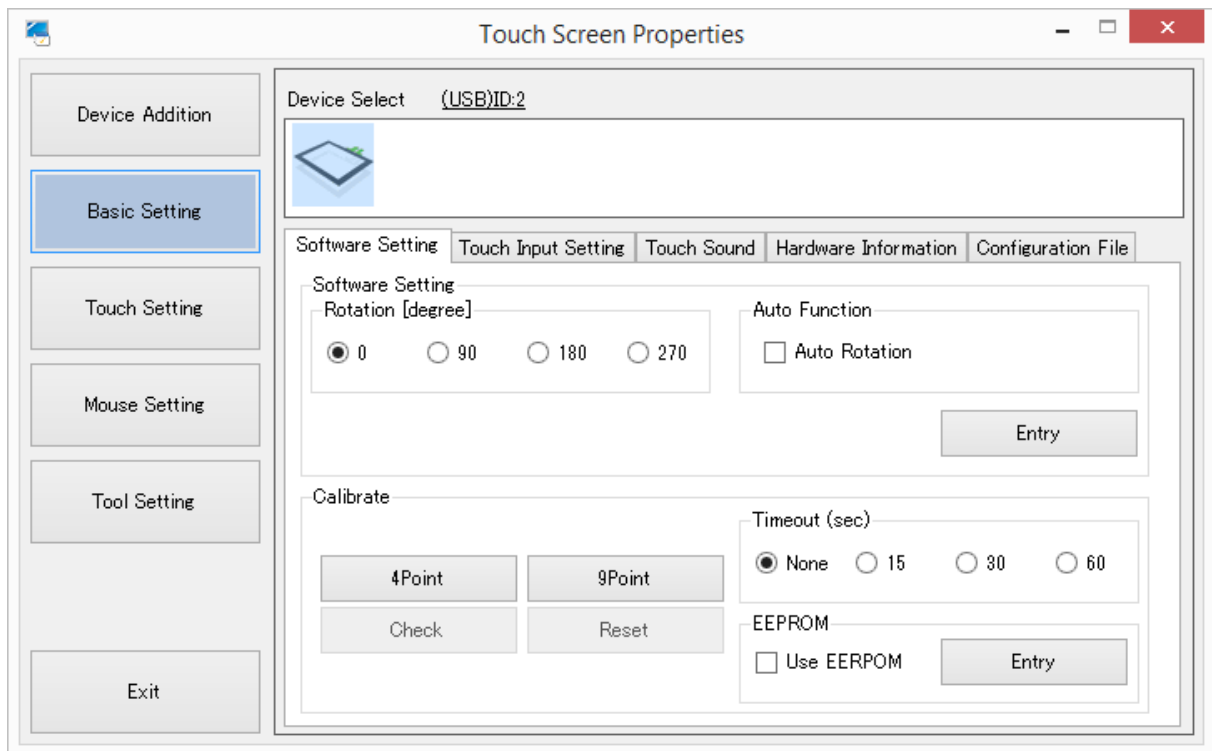 Touch Screen Properties
Device Addition
Basic Setting
Touch Setting
Mouse Setting
Tool Setting
Exit
Device Select (USB)ID:2
Software Setting Touch Input Setting Touch Sound Hardware Information Configuration File
Software Setting
Rotation [degree]
0 90 180 270
Auto Function
Auto Rotation
Entry
Calibrate
4Point 9Point
Check Reset
Timeout (sec)
None 15 30 60
EEPROM
Use EERPOM Entry